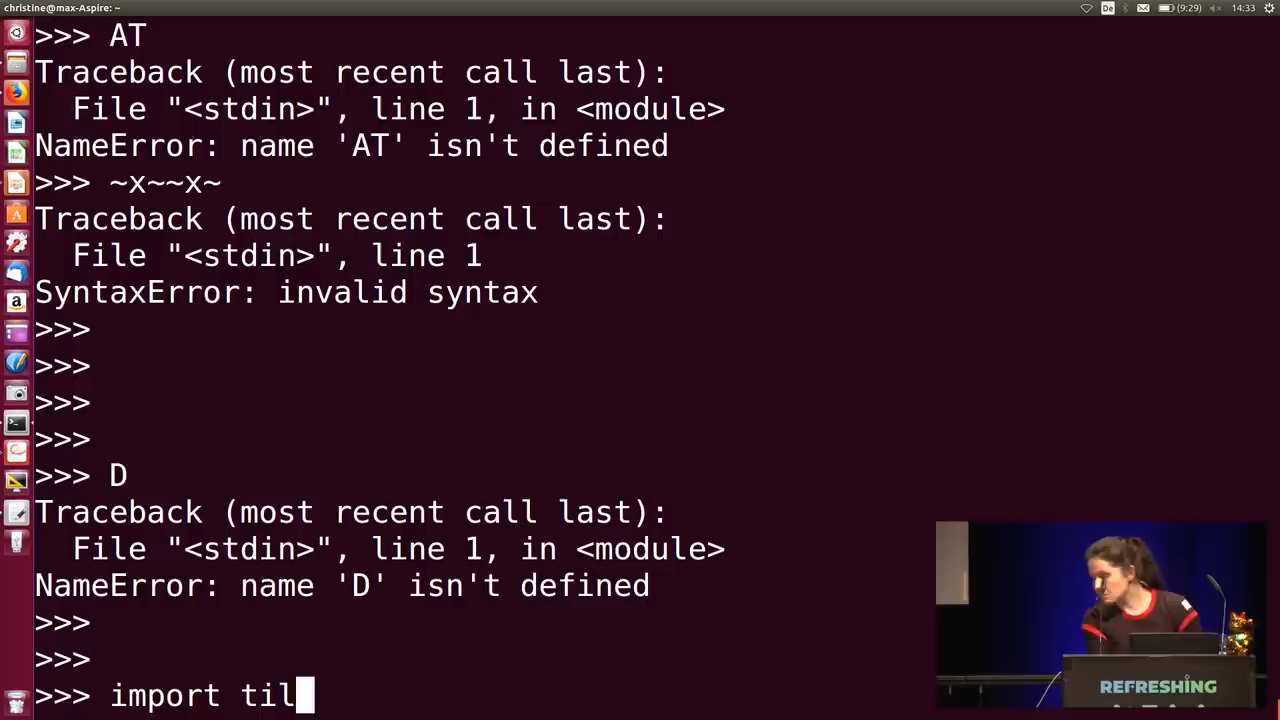 christine@max-Aspire: ~
De
(9:29)
14:33
>>> AT
Traceback (most recent call last):
  File "<stdin>", line 1, in <module>
NameError: name 'AT' isn't defined
>>> ~x~~x~
Traceback (most recent call last):
  File "<stdin>", line 1
SyntaxError: invalid syntax
>>>
>>>
>>>
>>>
>>> D
Traceback (most recent call last):
  File "<stdin>", line 1, in <module>
NameError: name 'D' isn't defined
>>>
>>>
>>> import til
REFRESHING